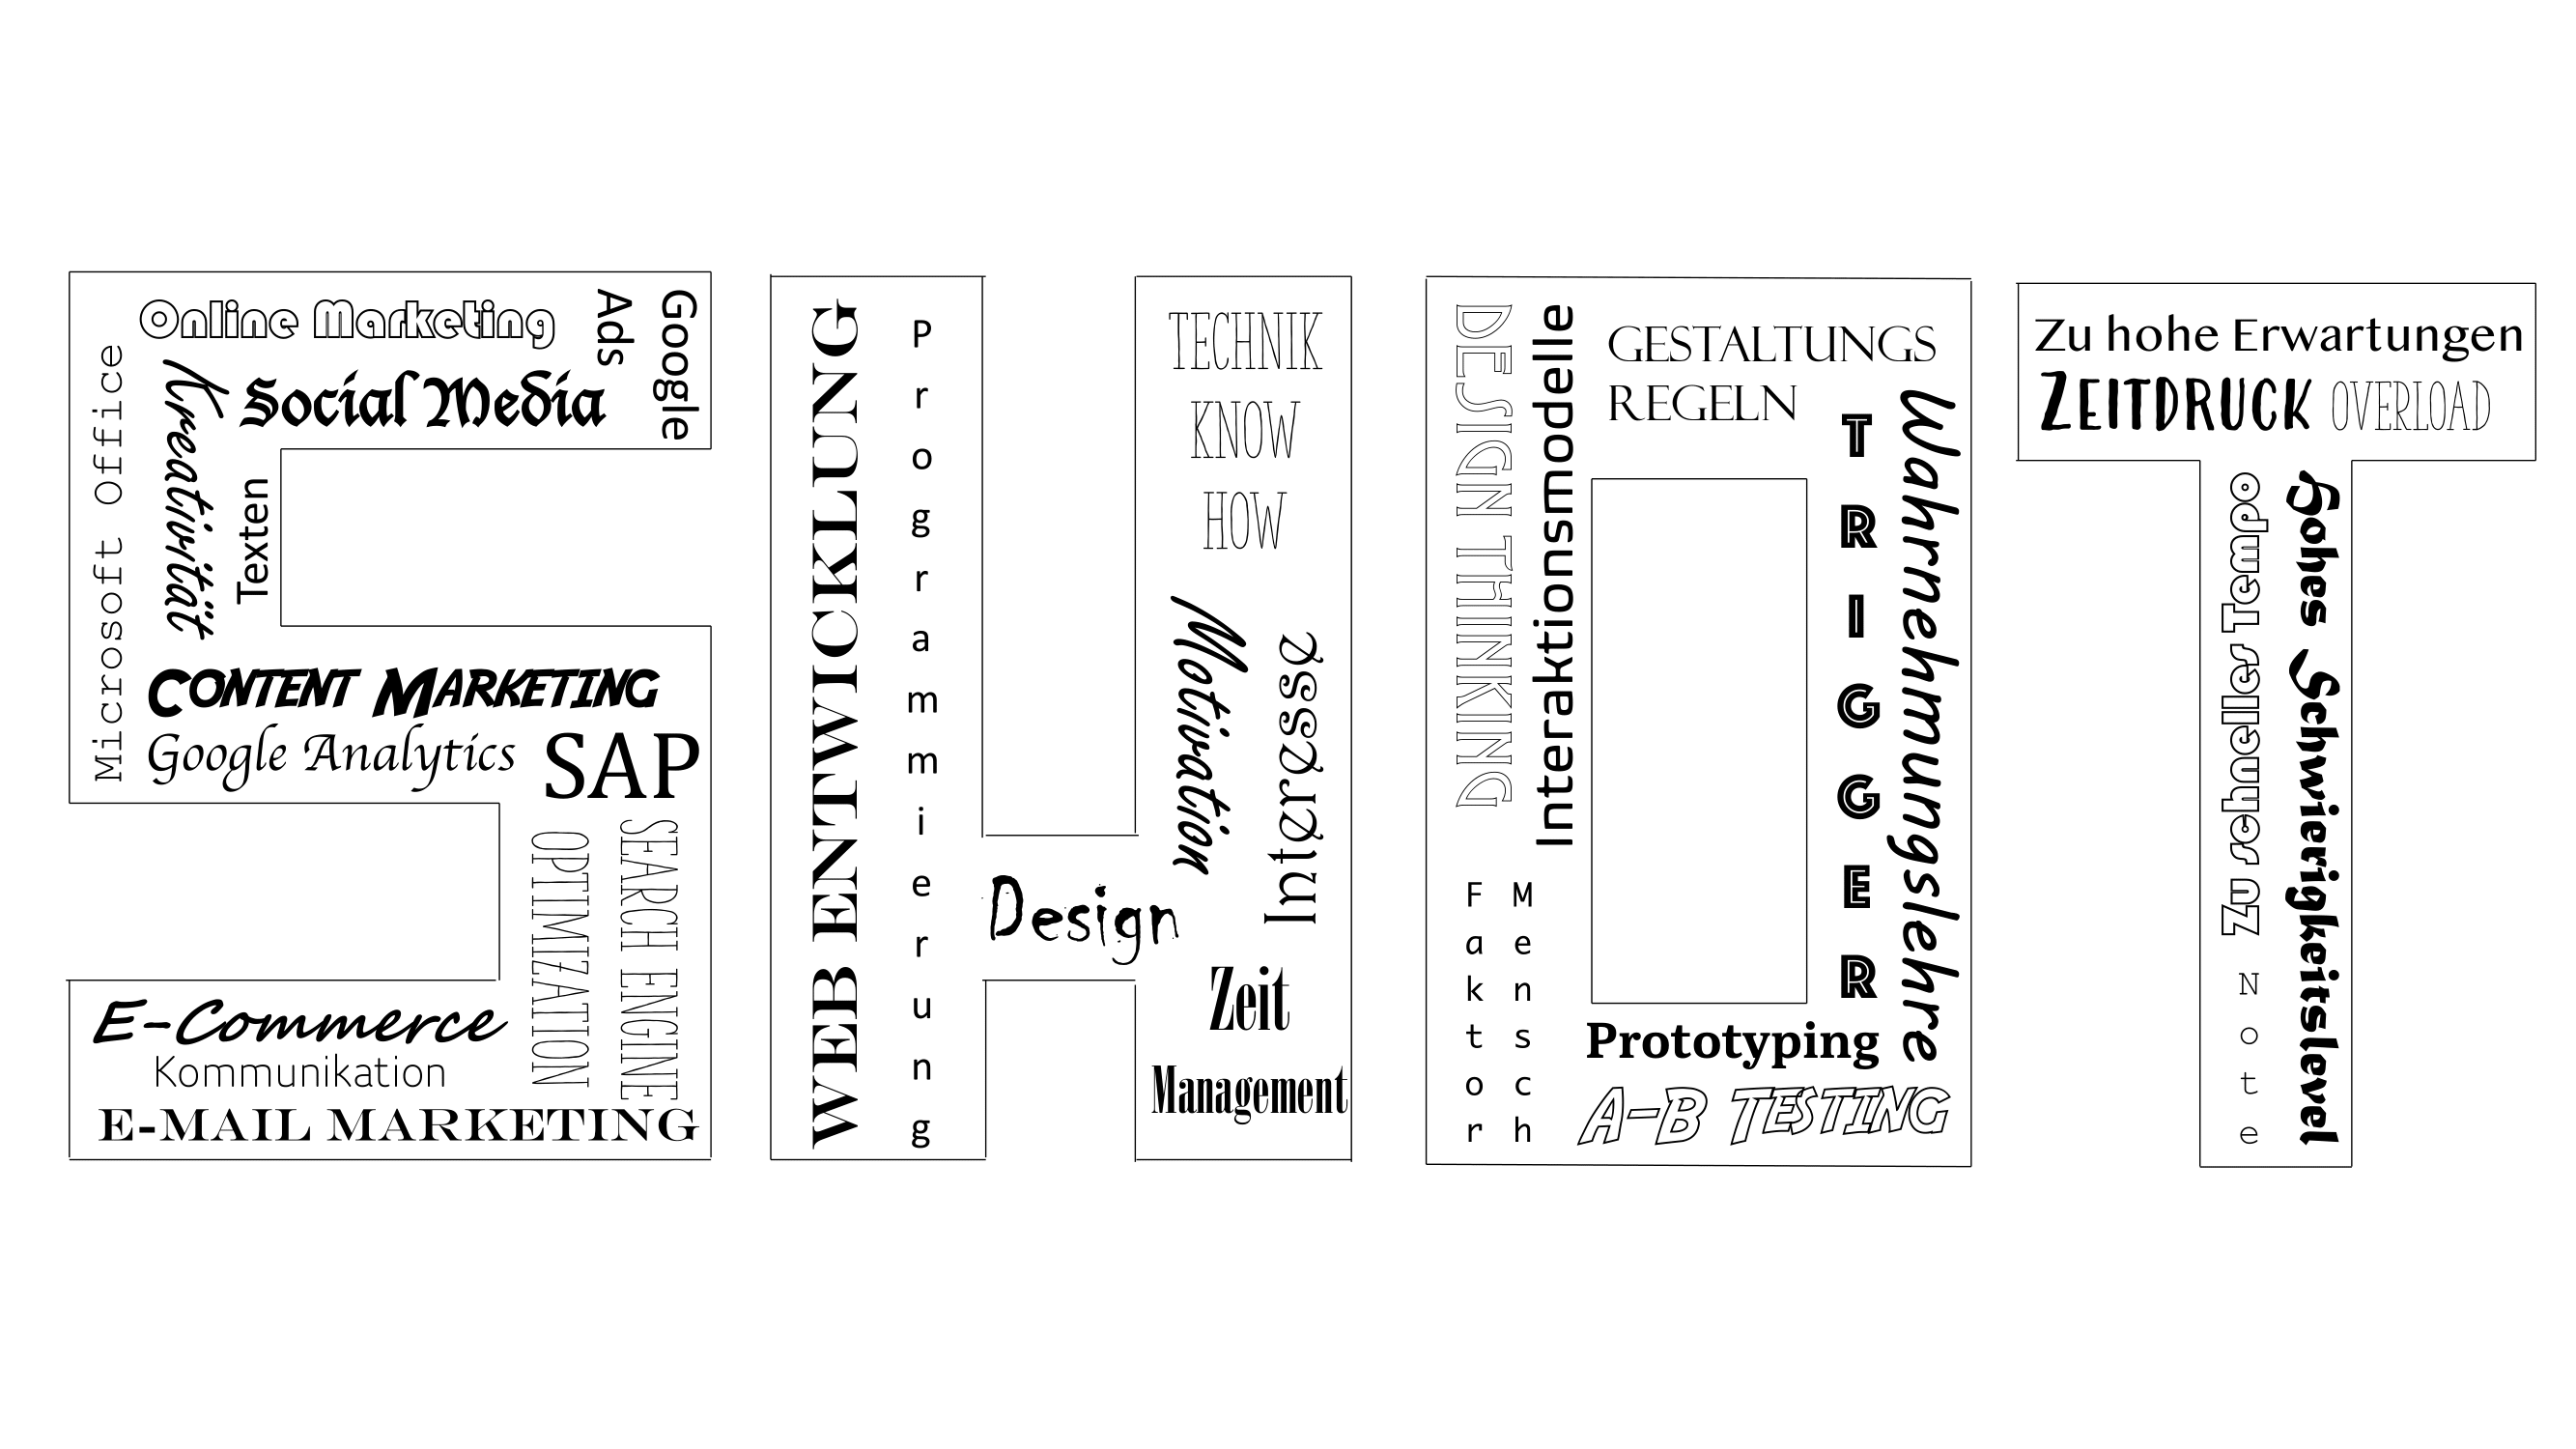 Microsoft Office
Online Marketing
Google
Ads
Kreativität
Social Media
Texten
CONTENT MARKETING
Google Analytics
SAP
SEARCH ENGINE
OPTIMIZATION
E-Commerce
Kommunikation
E-MAIL MARKETING
WEB ENTWICKLUNG
Programmierung
TECHNIK
KNOW
HOW
Motivation
Interesse
Design
Zeit
Management
DESIGN THINKING
Interaktionsmodelle
GESTALTUNGS
REGELN
TRIGGER
Wahrnehmungslehre
Faktor
Mensch
Prototyping
A-B TESTING
Zu hohe Erwartungen
ZEITDRUCK
OVERLOAD
Zu schnelles Tempo
Hohes Schwierigkeitslevel
Note